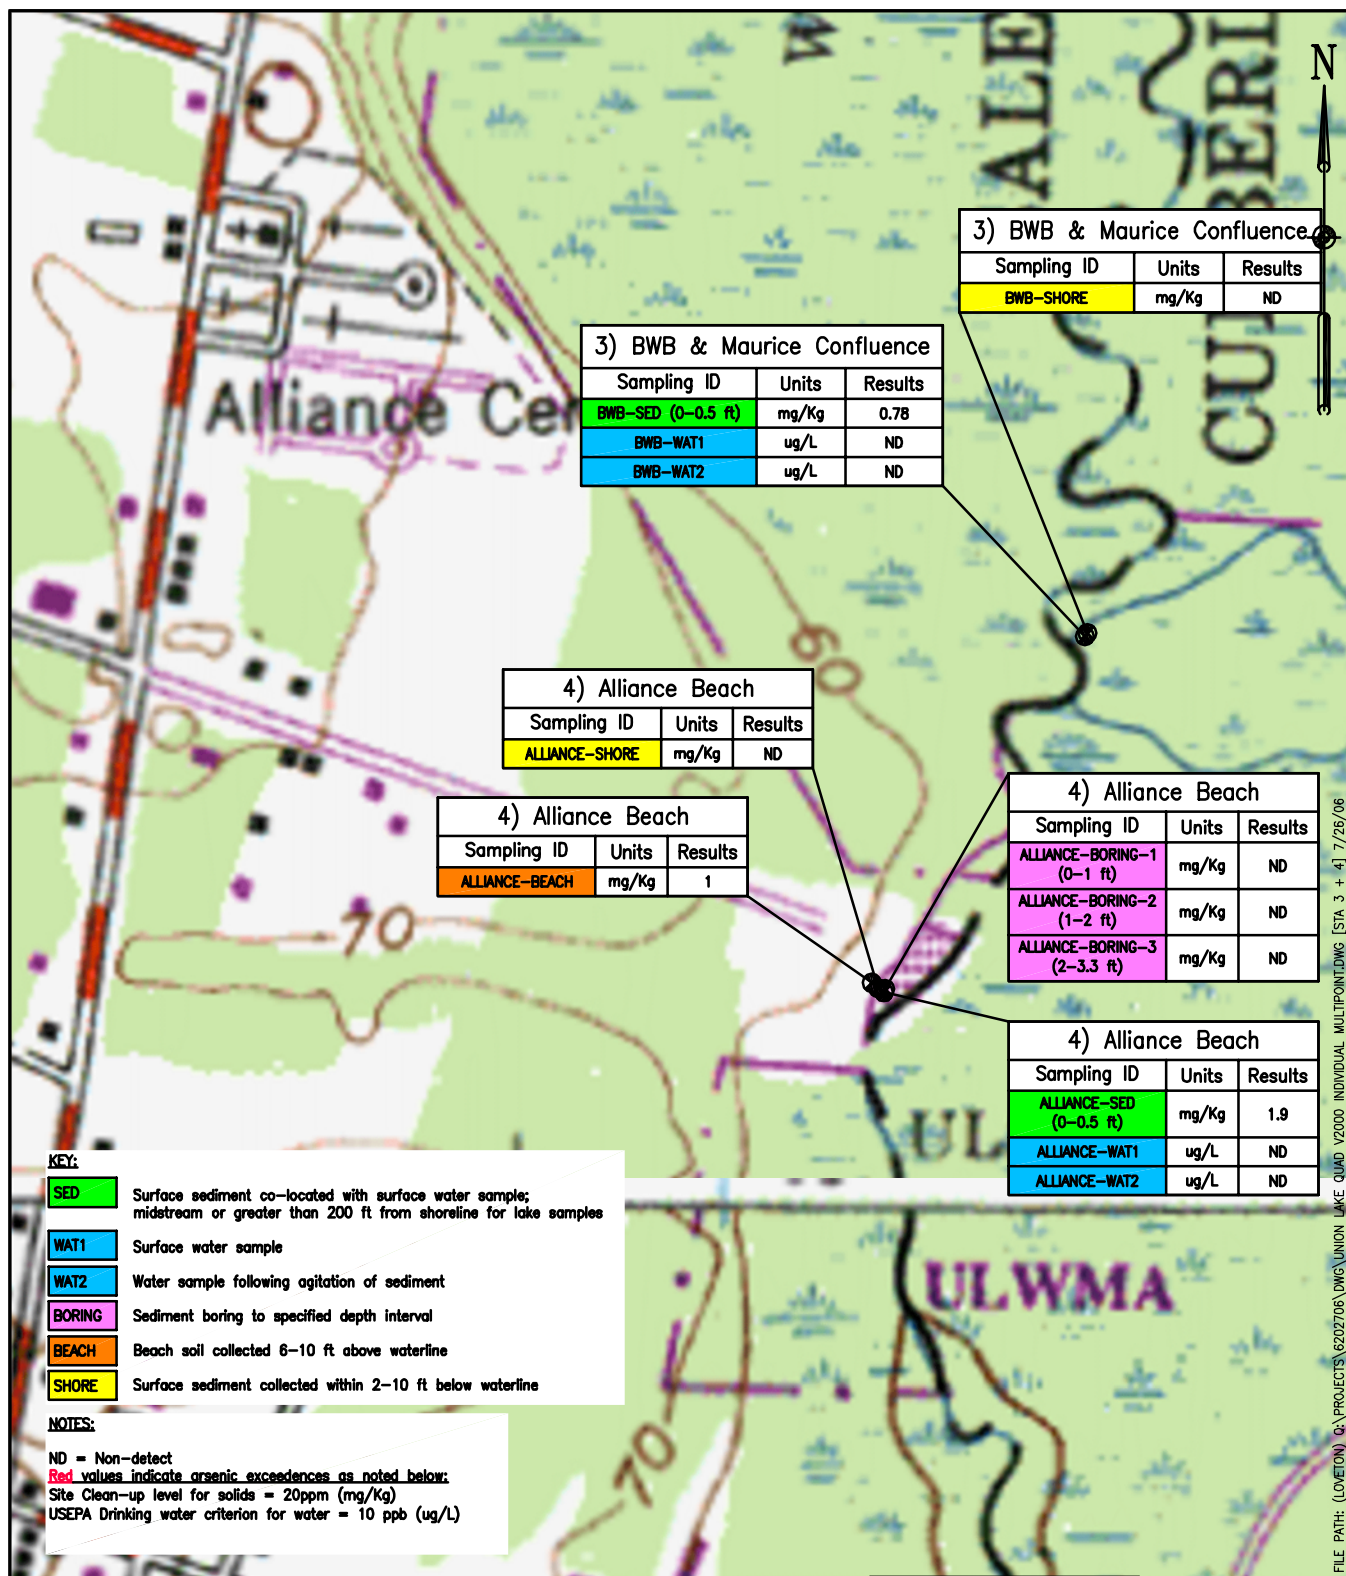 W
ALE
CUMBERL
N
3) BWB & Maurice Confluence
Sampling ID Units Results
BWB-SHORE mg/Kg ND
3) BWB & Maurice Confluence
Sampling ID Units Results
BWB-SED (0-0.5 ft) mg/Kg 0.78
BWB-WAT1 ug/L ND
BWB-WAT2 ug/L ND
Alliance Cem
60
4) Alliance Beach
Sampling ID Units Results
ALLIANCE-SHORE mg/Kg ND
4) Alliance Beach
Sampling ID Units Results
ALLIANCE-BEACH mg/Kg 1
4) Alliance Beach
Sampling ID Units Results
ALLIANCE-BORING-1
(0-1 ft) mg/Kg ND
ALLIANCE-BORING-2
(1-2 ft) mg/Kg ND
ALLIANCE-BORING-3
(2-3.3 ft) mg/Kg ND
70
4) Alliance Beach
Sampling ID Units Results
ALLIANCE-SED
(0-0.5 ft) mg/Kg 1.9
ALLIANCE-WAT1 ug/L ND
ALLIANCE-WAT2 ug/L ND
UL
ULWMA
70
KEY:
SED Surface sediment co-located with surface water sample;
midstream or greater than 200 ft from shoreline for lake samples
WAT1 Surface water sample
WAT2 Water sample following agitation of sediment
BORING Sediment boring to specified depth interval
BEACH Beach soil collected 6-10 ft above waterline
SHORE Surface sediment collected within 2-10 ft below waterline
NOTES:
ND = Non-detect
Red values indicate arsenic exceedences as noted below:
Site Clean-up level for solids = 20ppm (mg/Kg)
USEPA Drinking water criterion for water = 10 ppb (ug/L)
FILE PATH: (LOVETON) Q:\PROJECTS\6202706\DWG\UNION LAKE QUAD V2000 INDIVIDUAL MULTIPOINT.DWG [STA 3 + 4] 7/26/06